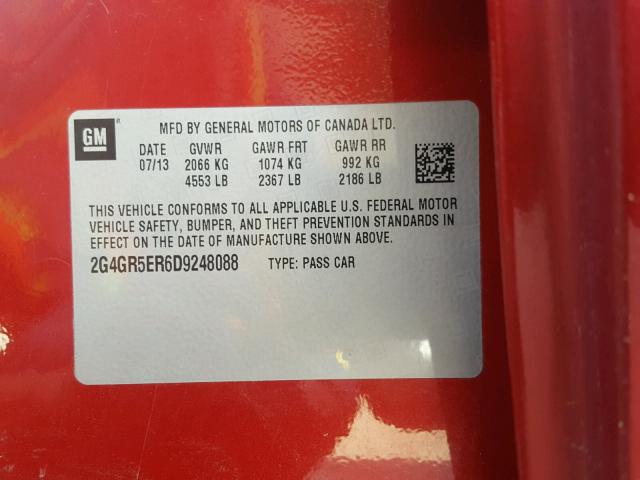 GM
MFD BY GENERAL MOTORS OF CANADA LTD.
DATE GVWR GAWR FRT GAWR RR
07/13 2066 KG 1074 KG 992 KG
4553 LB 2367 LB 2186 LB
THIS VEHICLE CONFORMS TO ALL APPLICABLE U.S. FEDERAL MOTOR
VEHICLE SAFETY, BUMPER, AND THEFT PREVENTION STANDARDS IN
EFFECT ON THE DATE OF MANUFACTURE SHOWN ABOVE.
2G4GR5ER6D9248088 TYPE: PASS CAR